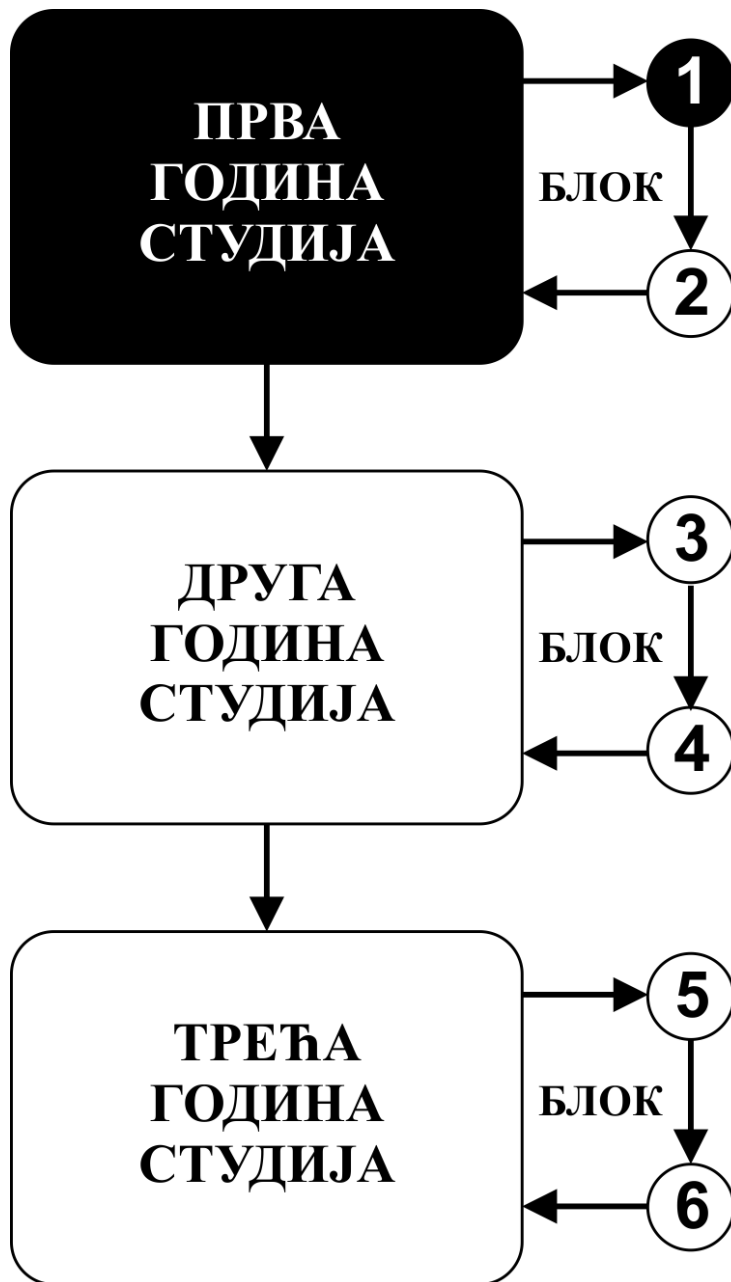 ПРВА
ГОДИНА
СТУДИЈА
1
БЛОК
2
ДРУГА
ГОДИНА
СТУДИЈА
3
БЛОК
4
ТРЕЋА
ГОДИНА
СТУДИЈА
5
БЛОК
6